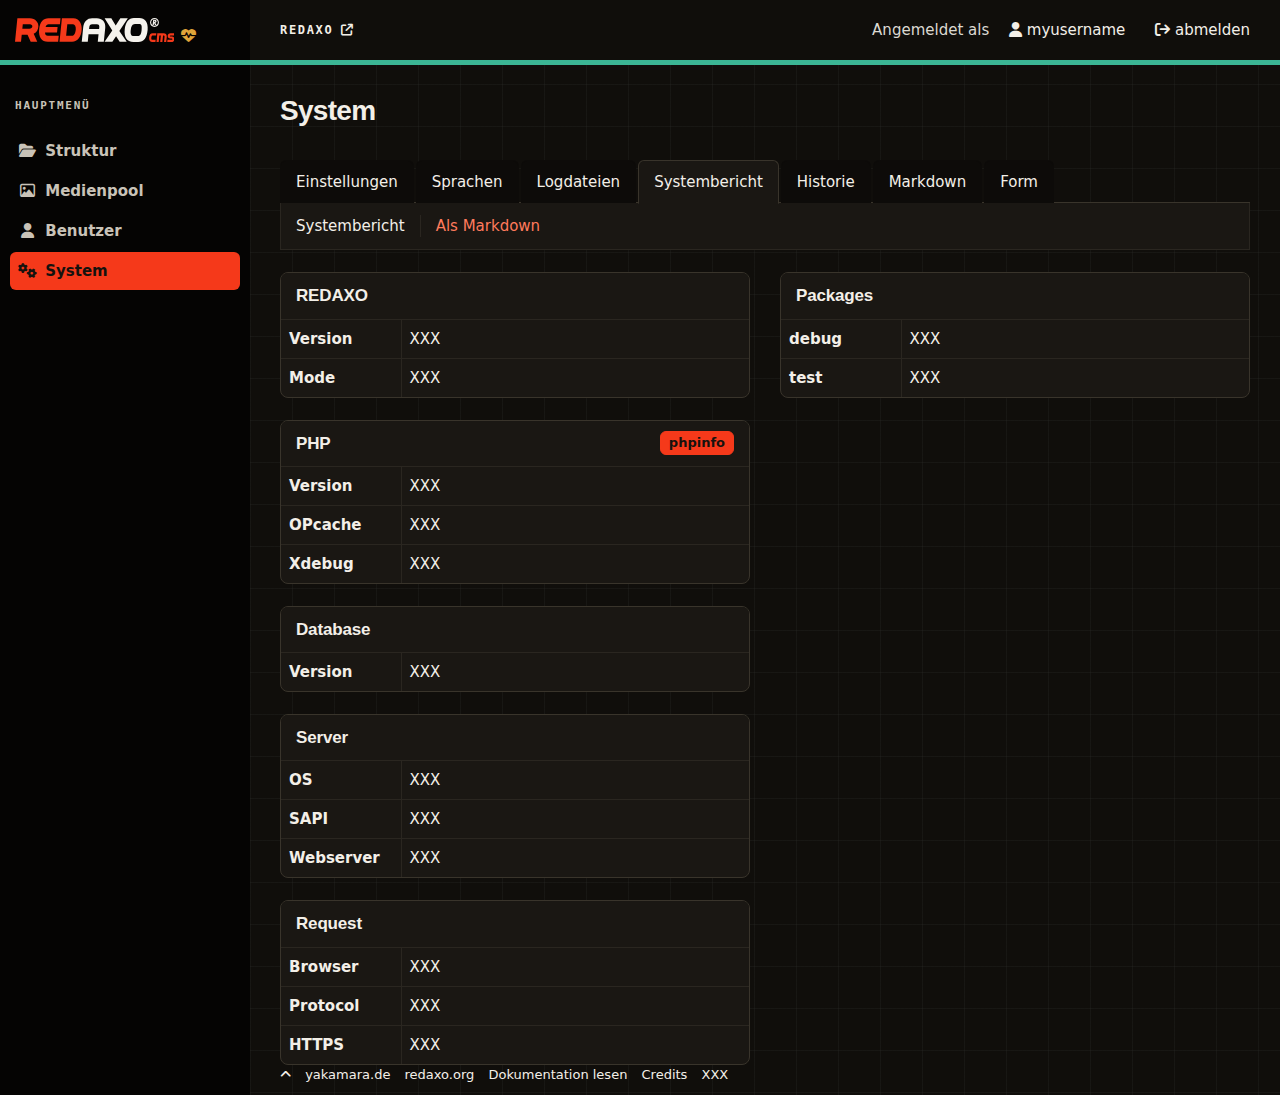 REDAXO® cms
REDAXO
Angemeldet als myusername abmelden
HAUPTMENÜ
Struktur
Medienpool
Benutzer
System
System
Einstellungen Sprachen Logdateien Systembericht Historie Markdown Form
Systembericht Als Markdown
REDAXO
Version XXX
Mode XXX
Packages
debug XXX
test XXX
PHP phpinfo
Version XXX
OPcache XXX
Xdebug XXX
Database
Version XXX
Server
OS XXX
SAPI XXX
Webserver XXX
Request
Browser XXX
Protocol XXX
HTTPS XXX
yakamara.de redaxo.org Dokumentation lesen Credits XXX